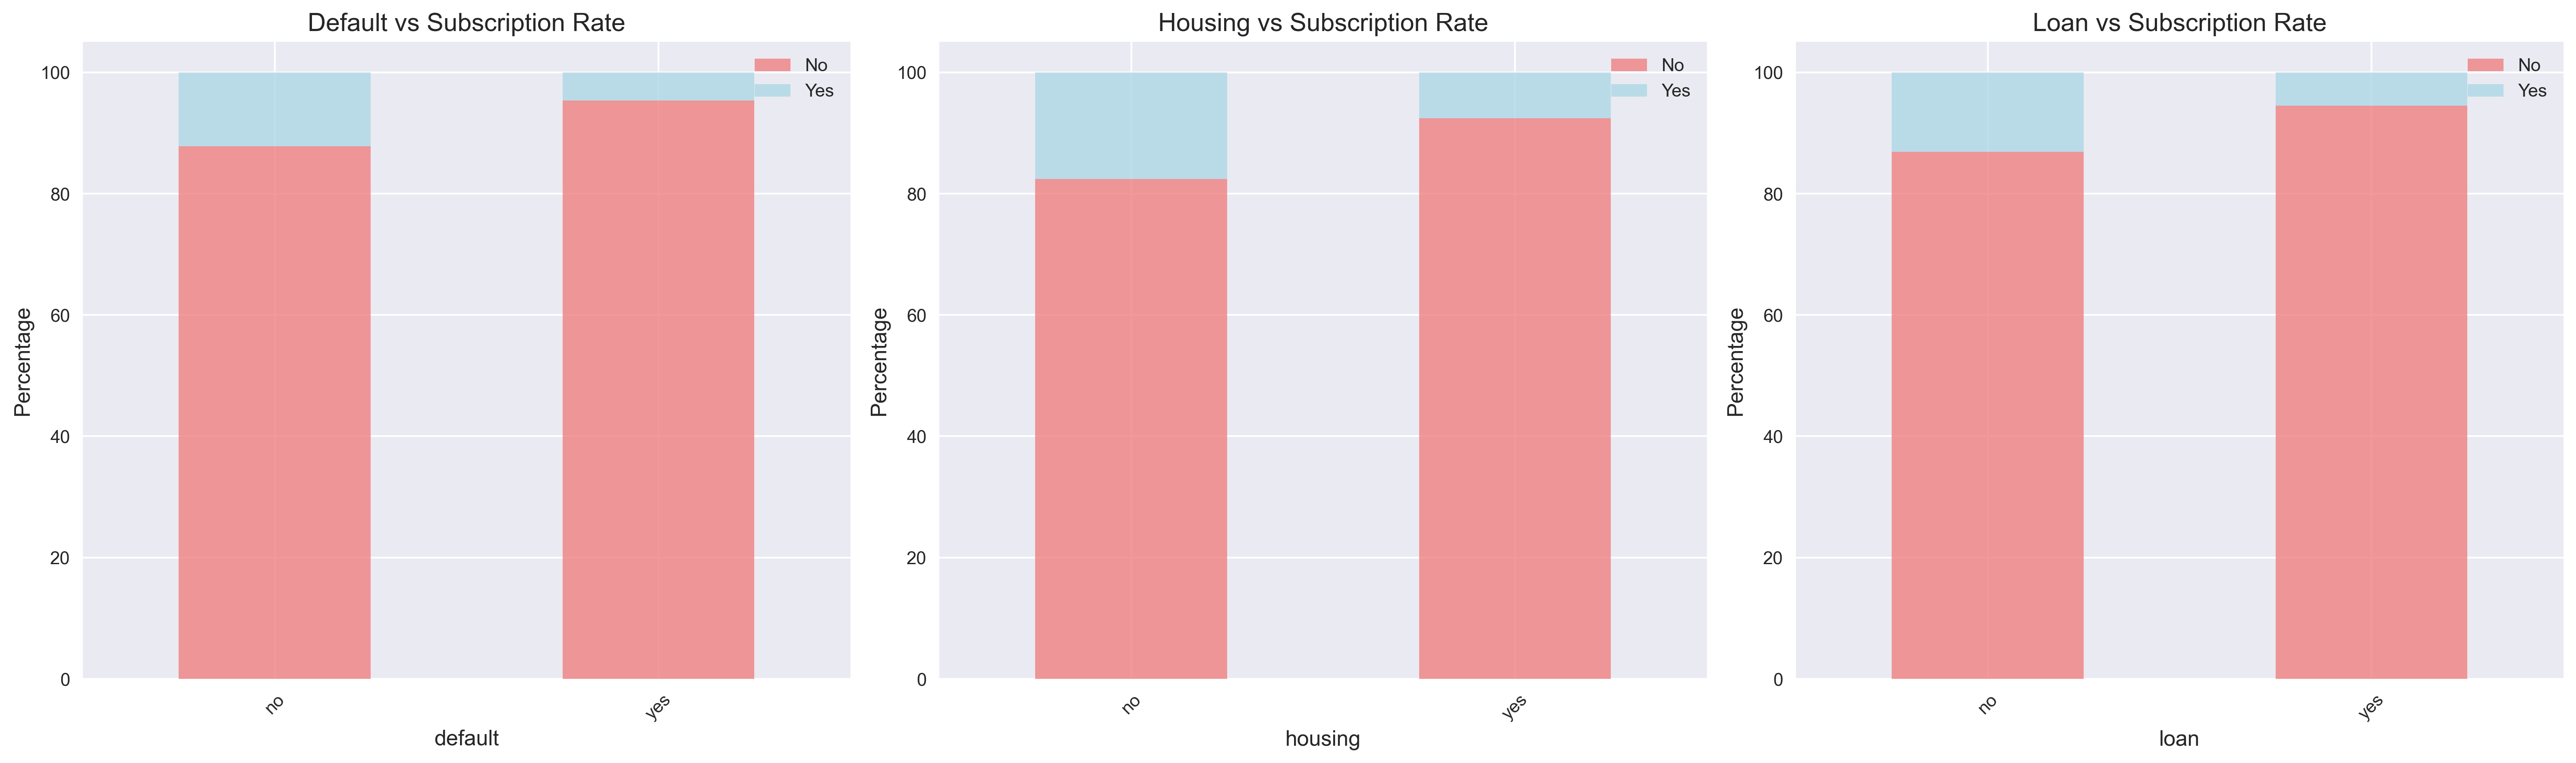 Default vs Subscription Rate
No
Yes
100
80
60
40
20
0
Percentage
no
yes
default
Housing vs Subscription Rate
No
Yes
100
80
60
40
20
0
Percentage
no
yes
housing
Loan vs Subscription Rate
No
Yes
100
80
60
40
20
0
Percentage
no
yes
loan